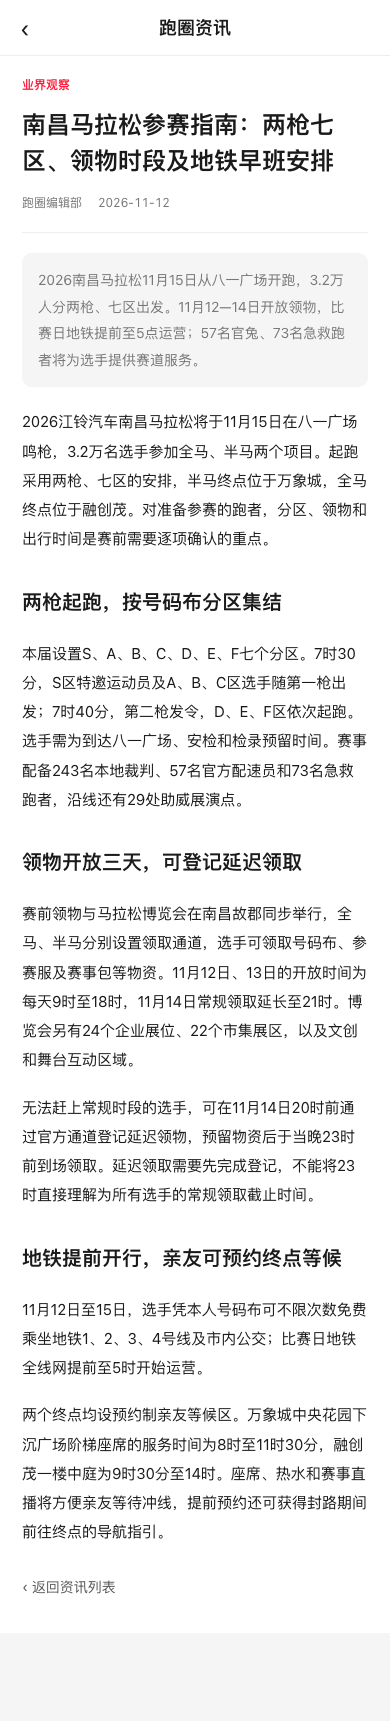 ‹ 跑圈资讯
业界观察
南昌马拉松参赛指南：两枪七
区、领物时段及地铁早班安排
跑圈编辑部 2026-11-12
2026南昌马拉松11月15日从八一广场开跑，3.2万
人分两枪、七区出发。11月12—14日开放领物，比
赛日地铁提前至5点运营；57名官兔、73名急救跑
者将为选手提供赛道服务。
2026江铃汽车南昌马拉松将于11月15日在八一广场
鸣枪，3.2万名选手参加全马、半马两个项目。起跑
采用两枪、七区的安排，半马终点位于万象城，全马
终点位于融创茂。对准备参赛的跑者，分区、领物和
出行时间是赛前需要逐项确认的重点。
两枪起跑，按号码布分区集结
本届设置S、A、B、C、D、E、F七个分区。7时30
分，S区特邀运动员及A、B、C区选手随第一枪出
发；7时40分，第二枪发令，D、E、F区依次起跑。
选手需为到达八一广场、安检和检录预留时间。赛事
配备243名本地裁判、57名官方配速员和73名急救
跑者，沿线还有29处助威展演点。
领物开放三天，可登记延迟领取
赛前领物与马拉松博览会在南昌故郡同步举行，全
马、半马分别设置领取通道，选手可领取号码布、参
赛服及赛事包等物资。11月12日、13日的开放时间为
每天9时至18时，11月14日常规领取延长至21时。博
览会另有24个企业展位、22个市集展区，以及文创
和舞台互动区域。
无法赶上常规时段的选手，可在11月14日20时前通
过官方通道登记延迟领物，预留物资后于当晚23时
前到场领取。延迟领取需要先完成登记，不能将23
时直接理解为所有选手的常规领取截止时间。
地铁提前开行，亲友可预约终点等候
11月12日至15日，选手凭本人号码布可不限次数免费
乘坐地铁1、2、3、4号线及市内公交；比赛日地铁
全线网提前至5时开始运营。
两个终点均设预约制亲友等候区。万象城中央花园下
沉广场阶梯座席的服务时间为8时至11时30分，融创
茂一楼中庭为9时30分至14时。座席、热水和赛事直
播将方便亲友等待冲线，提前预约还可获得封路期间
前往终点的导航指引。
‹ 返回资讯列表